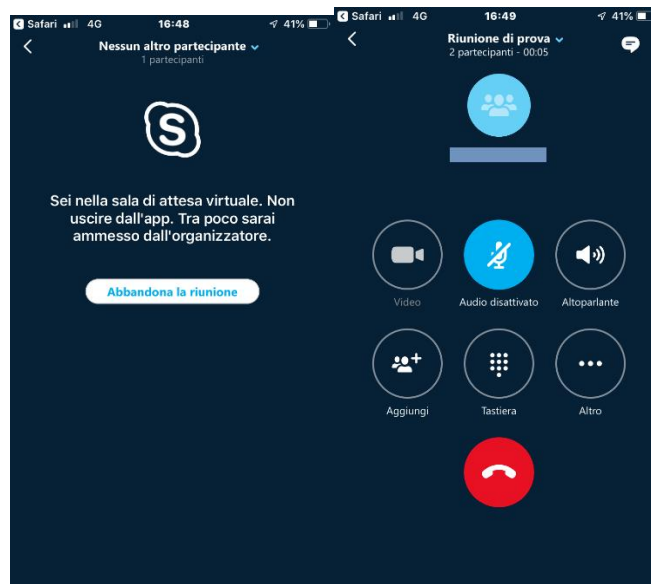 Safari 4G 16:48 41%
Nessun altro partecipante
1 partecipanti
S
Sei nella sala di attesa virtuale. Non
uscire dall'app. Tra poco sarai
ammesso dall'organizzatore.
Abbandona la riunione
Safari 4G 16:49 41%
Riunione di prova
2 partecipanti - 00:05
Video Audio disattivato Altoparlante
Aggiungi Tastiera Altro